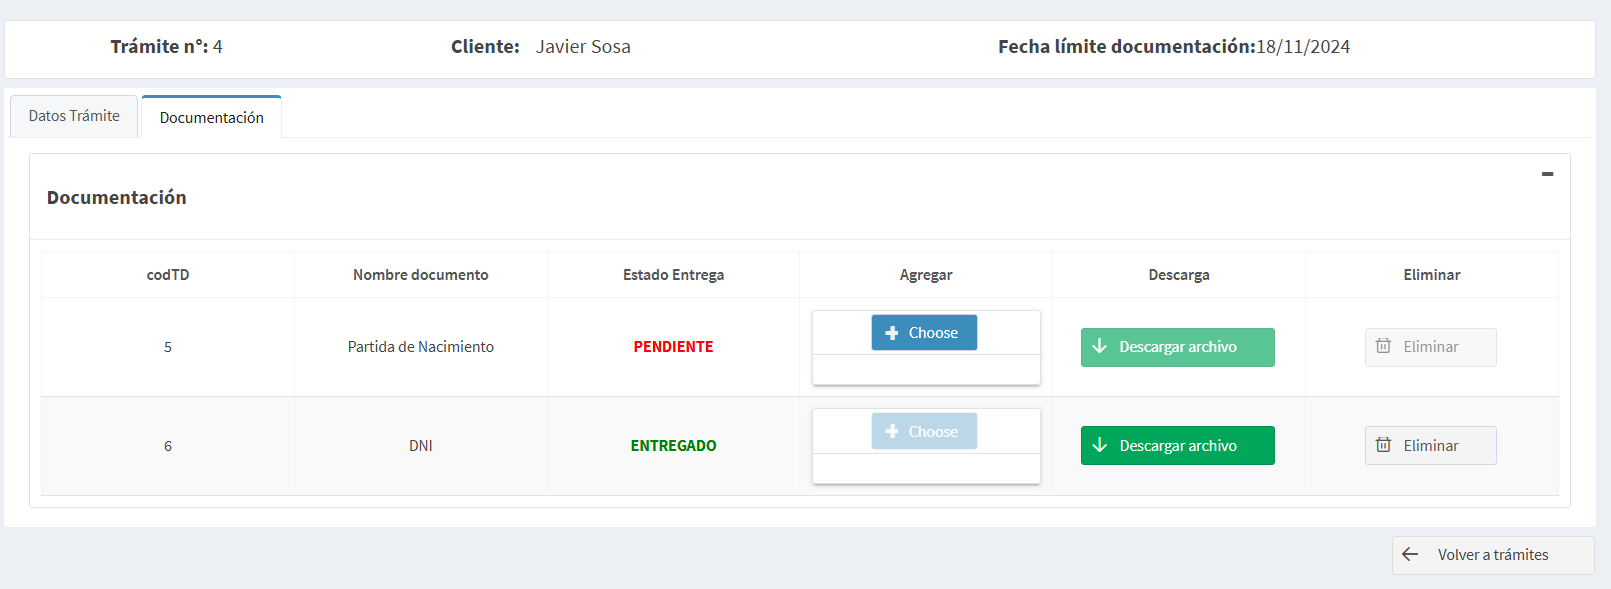 Trámite n°: 4 Cliente: Javier Sosa Fecha límite documentación:18/11/2024
Datos Trámite Documentación
Documentación
codTD Nombre documento Estado Entrega Agregar Descarga Eliminar
5 Partida de Nacimiento PENDIENTE Choose Descargar archivo Eliminar
6 DNI ENTREGADO Choose Descargar archivo Eliminar
Volver a trámites